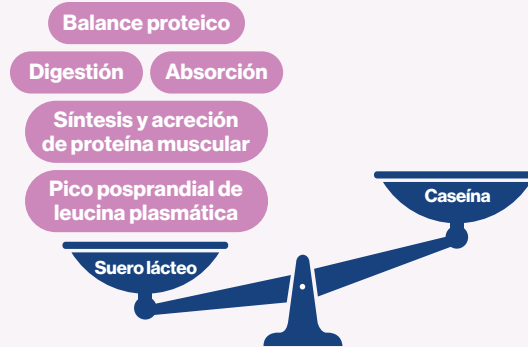 Balance proteico
Digestión
Absorción
Síntesis y acreción
de proteína muscular
Pico posprandial de
leucina plasmática
Caseína
Suero lácteo